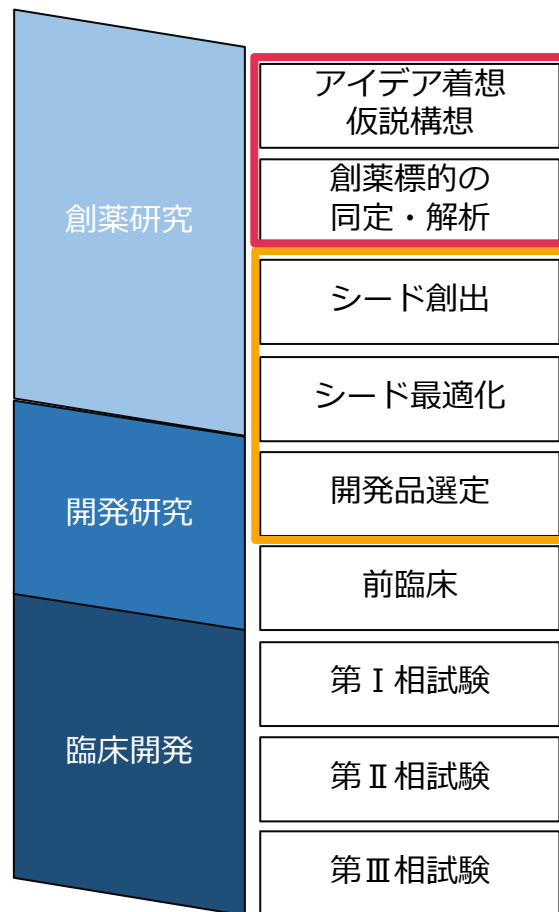 創薬研究
アイデア着想
仮説構想
創薬標的の
同定・解析
シード創出
シード最適化
開発研究
開発品選定
前臨床
臨床開発
第Ⅰ相試験
第Ⅱ相試験
第Ⅲ相試験